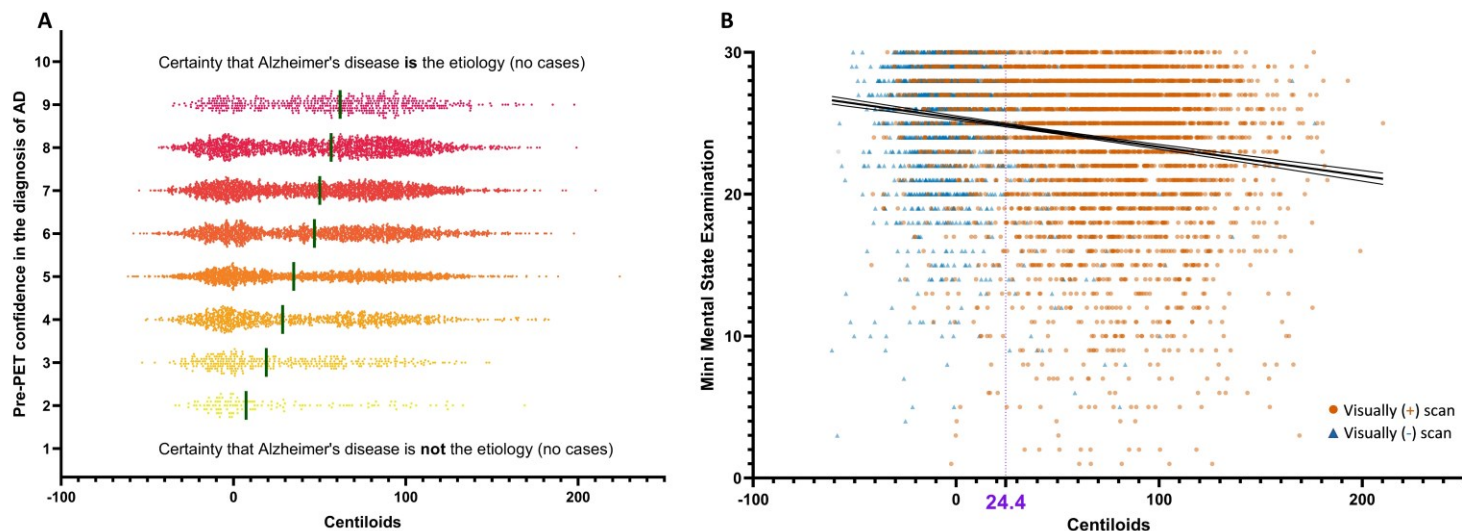 A
Pre-PET confidence in the diagnosis of AD
10
9
8
7
6
5
4
3
2
1
Certainty that Alzheimer's disease is the etiology (no cases)
Certainty that Alzheimer's disease is not the etiology (no cases)
-100
0
100
200
Centiloids
B
Mini Mental State Examination
30
20
10
0
Visually (+) scan
Visually (-) scan
-100
0
24.4
100
200
Centiloids